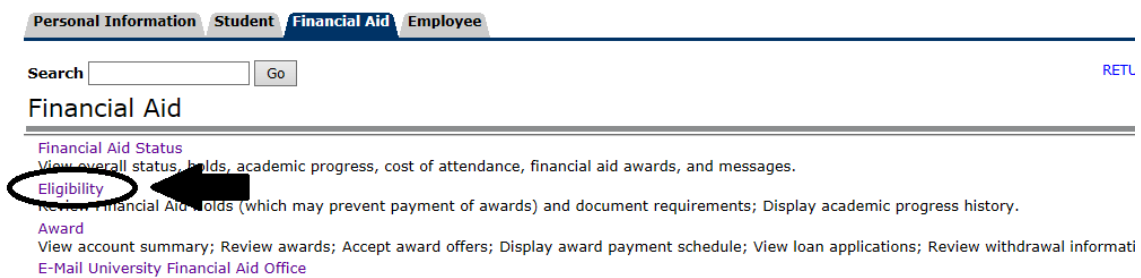 Personal Information Student Financial Aid Employee
Search Go RETU
Financial Aid
Financial Aid Status
View overall status, holds, academic progress, cost of attendance, financial aid awards, and messages.
Eligibility
Review Financial Aid Holds (which may prevent payment of awards) and document requirements; Display academic progress history.
Award
View account summary; Review awards; Accept award offers; Display award payment schedule; View loan applications; Review withdrawal informati
E-Mail University Financial Aid Office